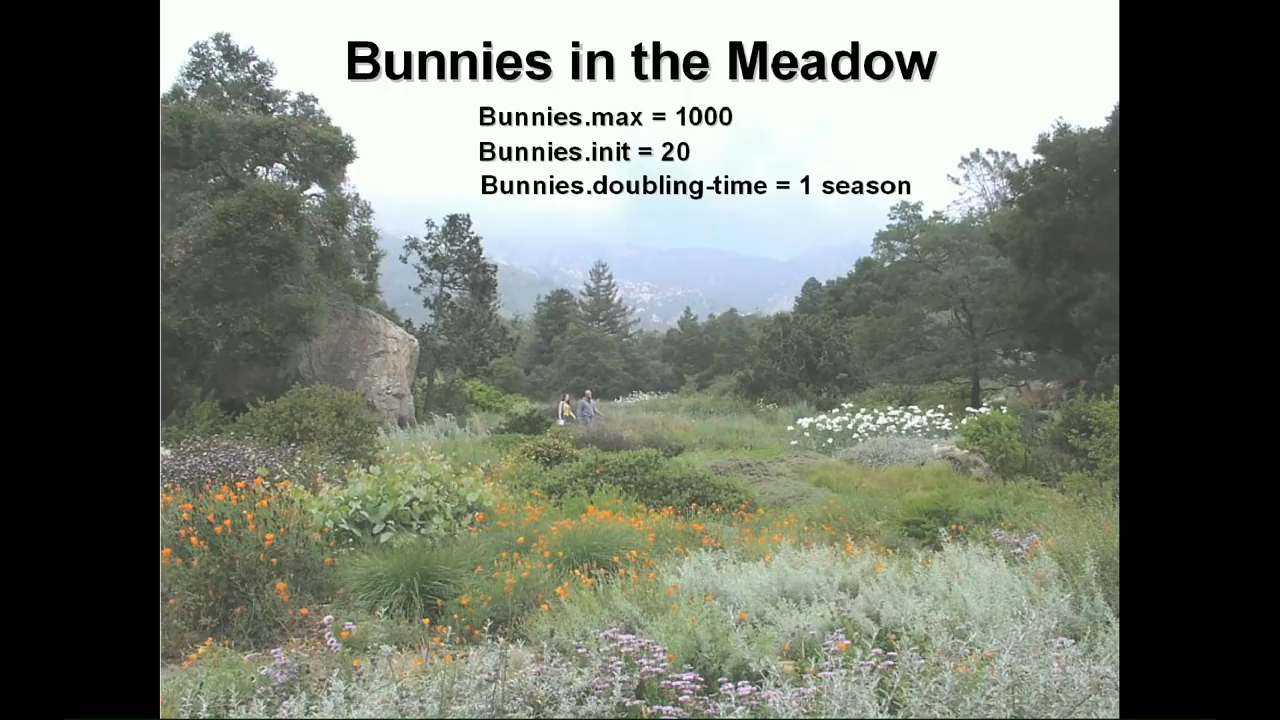 Bunnies in the Meadow
Bunnies.max = 1000
Bunnies.init = 20
Bunnies.doubling-time = 1 season